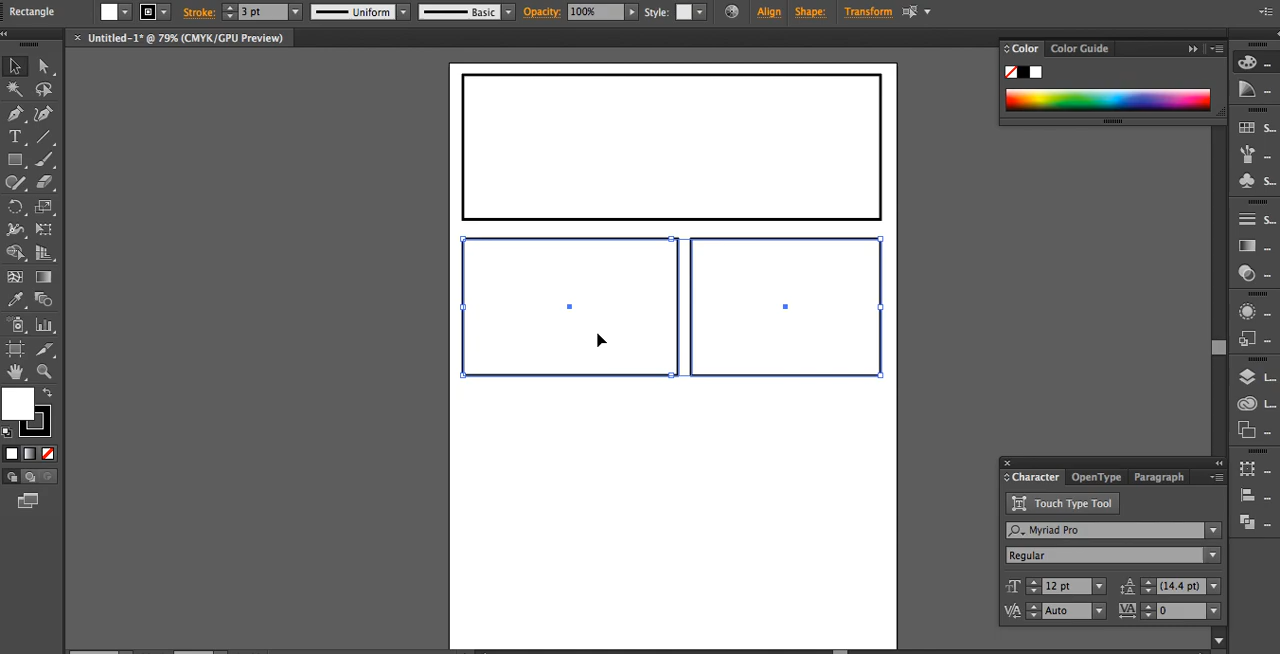 Rectangle Stroke: 3 pt Uniform Basic Opacity: 100% Style: Align Shape: Transform
× Untitled-1* @ 79% (CMYK/GPU Preview)
Color Color Guide
T
S...
S...
S...
L...
L...
Character OpenType Paragraph
Touch Type Tool
Myriad Pro
Regular
12 pt (14.4 pt)
Auto 0